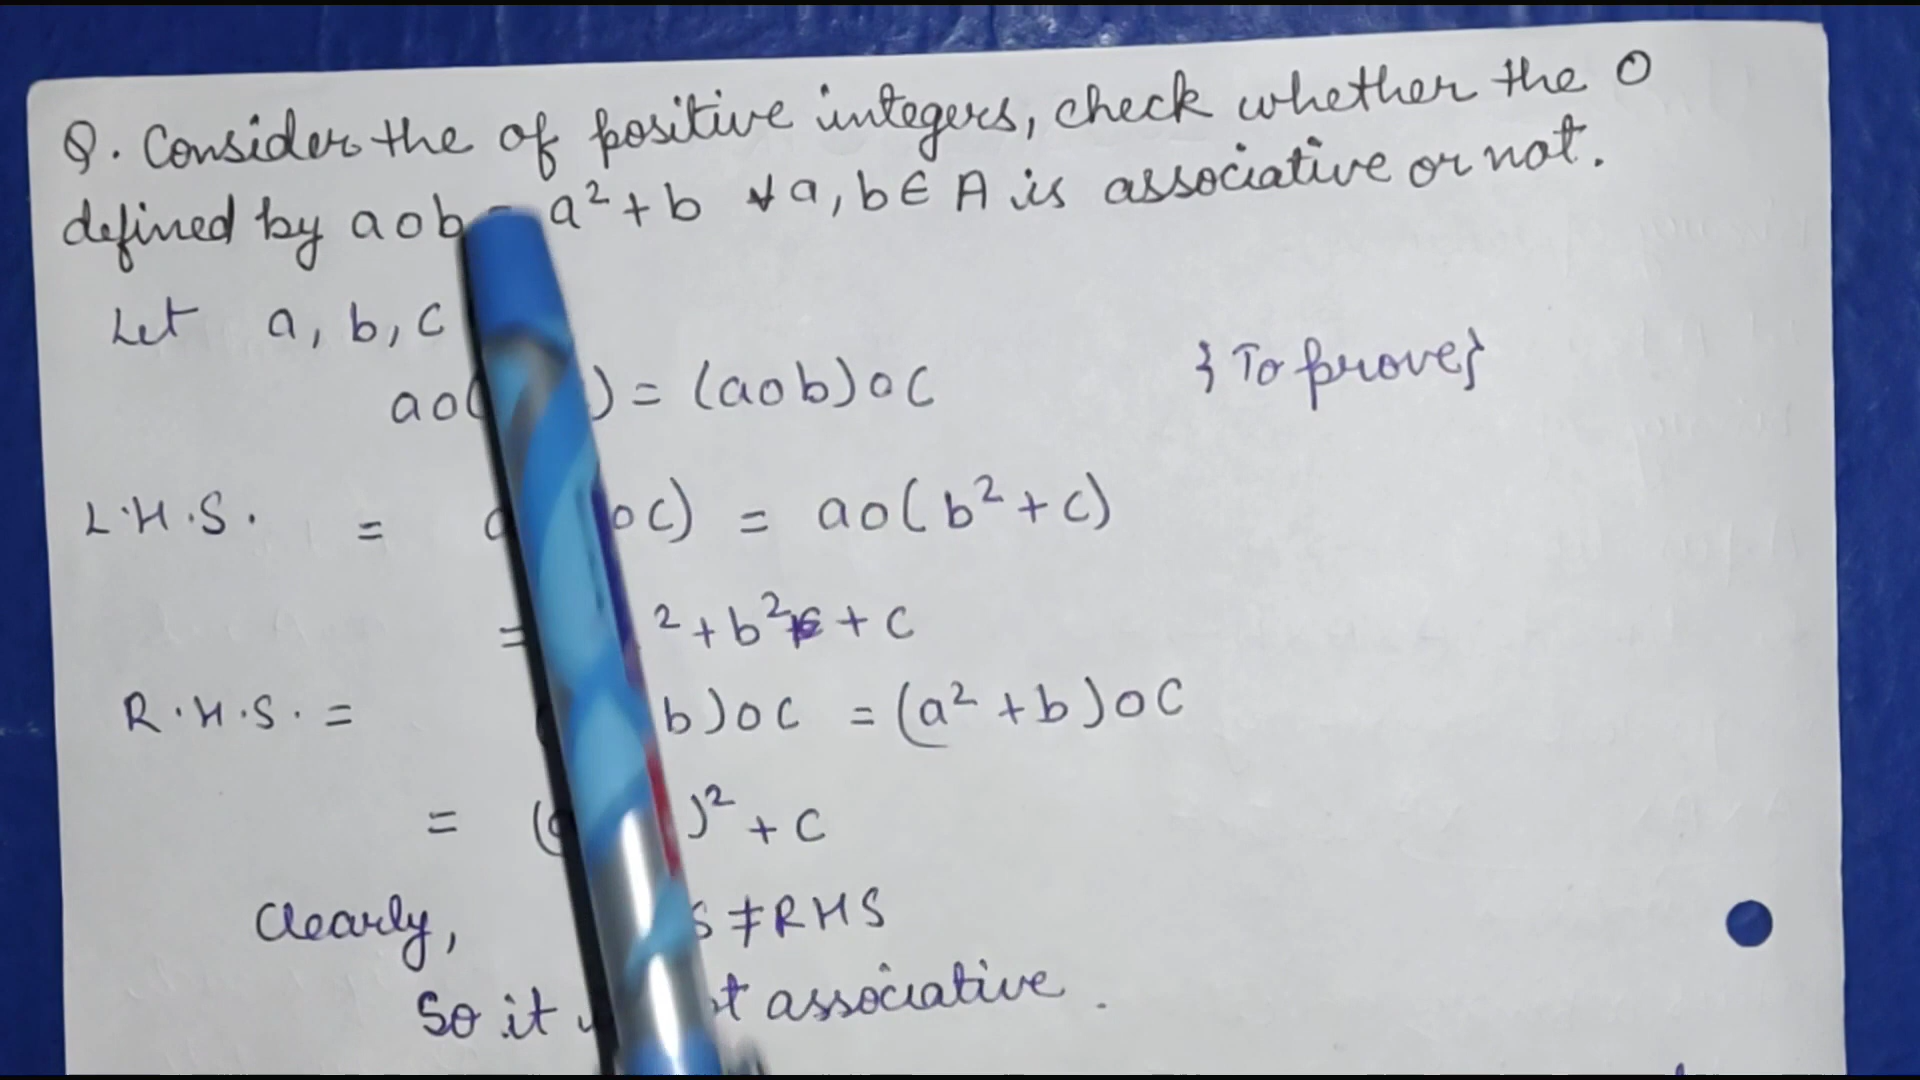 Q. Consider the of positive integers, check whether the O
defined by aob = a² + b ∀ a, b ∈ A is associative or not.
Let a, b, c
ao( ) = (aob)oc {To prove}
L.H.S. = oc) = ao(b² + c)
= ² + b² + c
R.H.S. = b)oc = (a² + b)oc
= ( )² + c
Clearly, S ≠ RHS
So it associative.